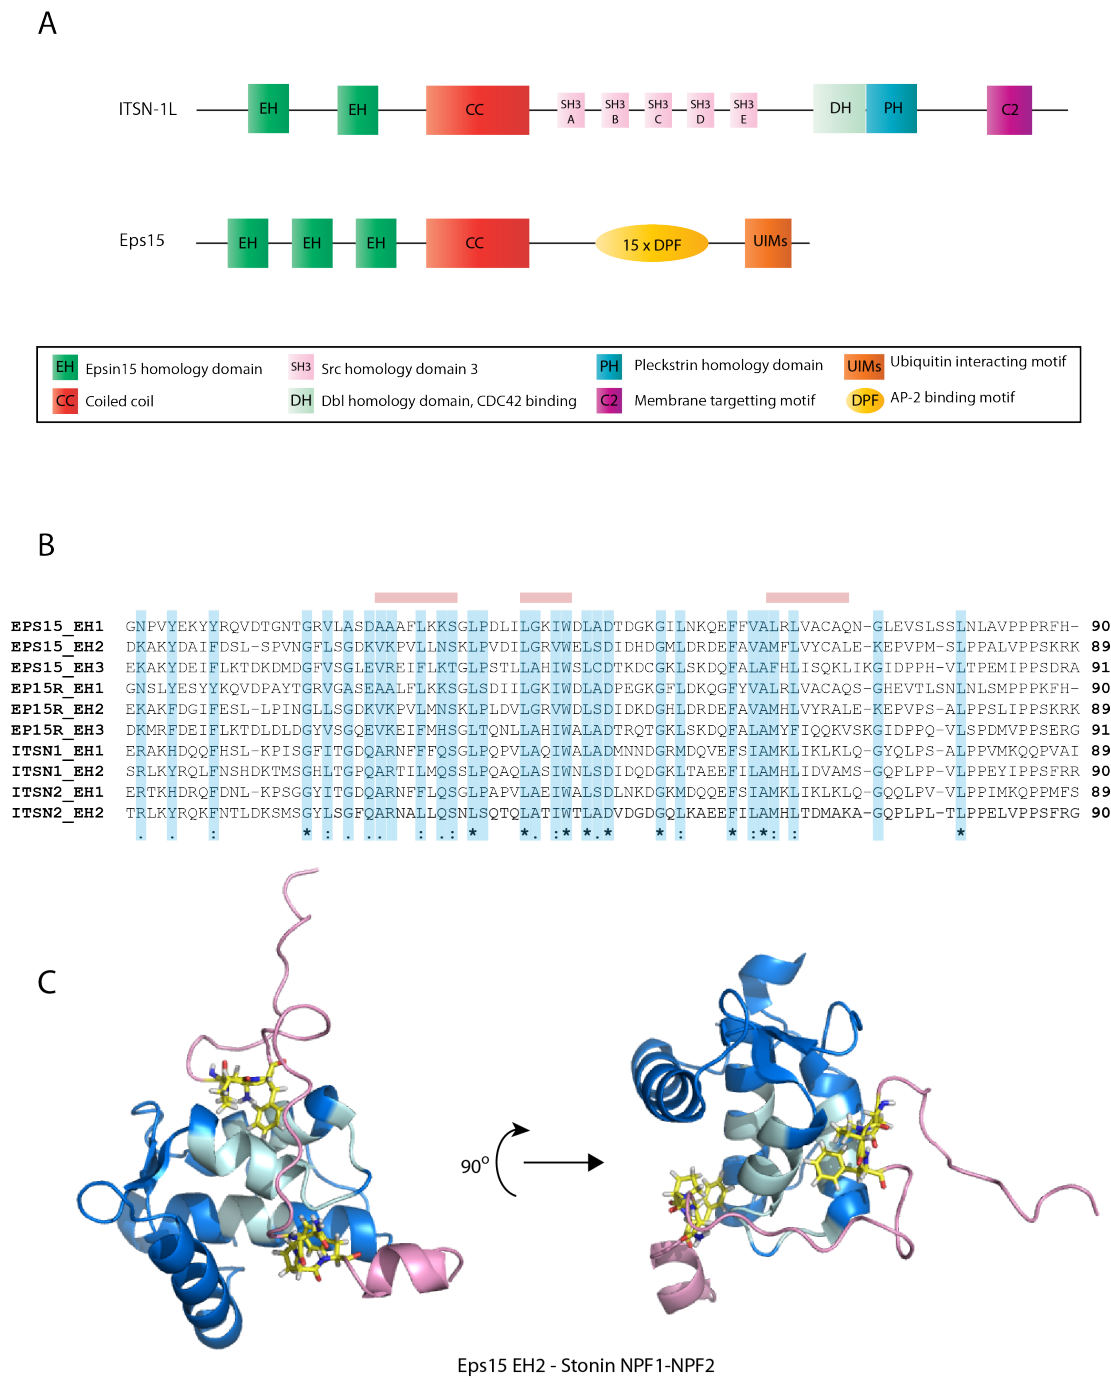 A
ITSN-1L EH EH CC SH3 A SH3 B SH3 C SH3 D SH3 E DH PH C2
Eps15 EH EH EH CC 15 x DPF UIMs
EH Epsin15 homology domain SH3 Src homology domain 3 PH Pleckstrin homology domain UIMs Ubiquitin interacting motif
CC Coiled coil DH Dbl homology domain, CDC42 binding C2 Membrane targetting motif DPF AP-2 binding motif
B
EPS15_EH1 GNPVYEKYYRQVDTGNTGRVLASDAAAFLKKSGLPDLILGKIWDLADTDGKGILNKQEFFVALRLVACAQN-GLEVSLSSLNLAVPPPRFH- 90
EPS15_EH2 DKAKYDAIFDSL-SPVNGFLSGDKVKPVLLNSKLPVDILGRVWELSDIDHDGMLDRDEFAVAMFLVYCALE-KEPVPM-SLPPALVPPSKRK 89
EPS15_EH3 EKAKYDEIFLKTDKDMDGFVSGLEVREIFLKTGLPSTLLAHIWSLCDTKDCGKLSKDQFALAFHLISQKLIKGIDPPH-VLTPEMIPPSDRA 91
EP15R_EH1 GNSLYESYYKQVDPAYTGRVGASEAALFLKKSGLSDIILGKIWDLADPEGKGFLDKQGFYVALRLVACAQS-GHEVTLSNLNLSMPPPKFH- 90
EP15R_EH2 EKAKFDGIFESL-LPINGLLSGDKVKPVLMNSKLPLDVLGRVWDLSDIDKDGHLDRDEFAVAMHLVYRALE-KEPVPS-ALPPSLIPPSKRK 89
EP15R_EH3 DKMRFDEIFLKTDLDLDGYVSGQEVKEIFMHSGLTQNLLAHIWALADTRQTGKLSKDQFALAMYFIQQKVSKGIDPPQ-VLSPDMVPPSERG 91
ITSN1_EH1 ERAKHDQQFHSL-KPISGFITGDQARNFFFQSGLPQPVLAQIWALADMNNDGRMDQVEFSIAMKLIKLKLQ-GYQLPS-ALPPVMKQQPVAI 89
ITSN1_EH2 SRLKYRQLFNSHDKTMSGHLTGPQARTILMQSSLPQAQLASIWNLSDIDQDGKLTAEEFILAMHLIDVAMS-GQPLPP-VLPPEYIPPSFRR 90
ITSN2_EH1 ERTKHDRQFDNL-KPSGGYITGDQARNFFLQSGLPAPVLAEIWALSDLNKDGKMDQQEFSIAMKLIKLKLQ-GQQLPV-VLPPIMKQPPMFS 89
ITSN2_EH2 TRLKYRQKFNTLDKSMSGYLSGFQARNALLQSNLSQTQLATIWTLADVDGDGQLKAEEFILAMHLTDMAKA-GQPLPL-TLPPELVPPSFRG 90
. . : * : . .. : .: * *. :* *.* * : * :*: : *
C
90o
Eps15 EH2 - Stonin NPF1-NPF2